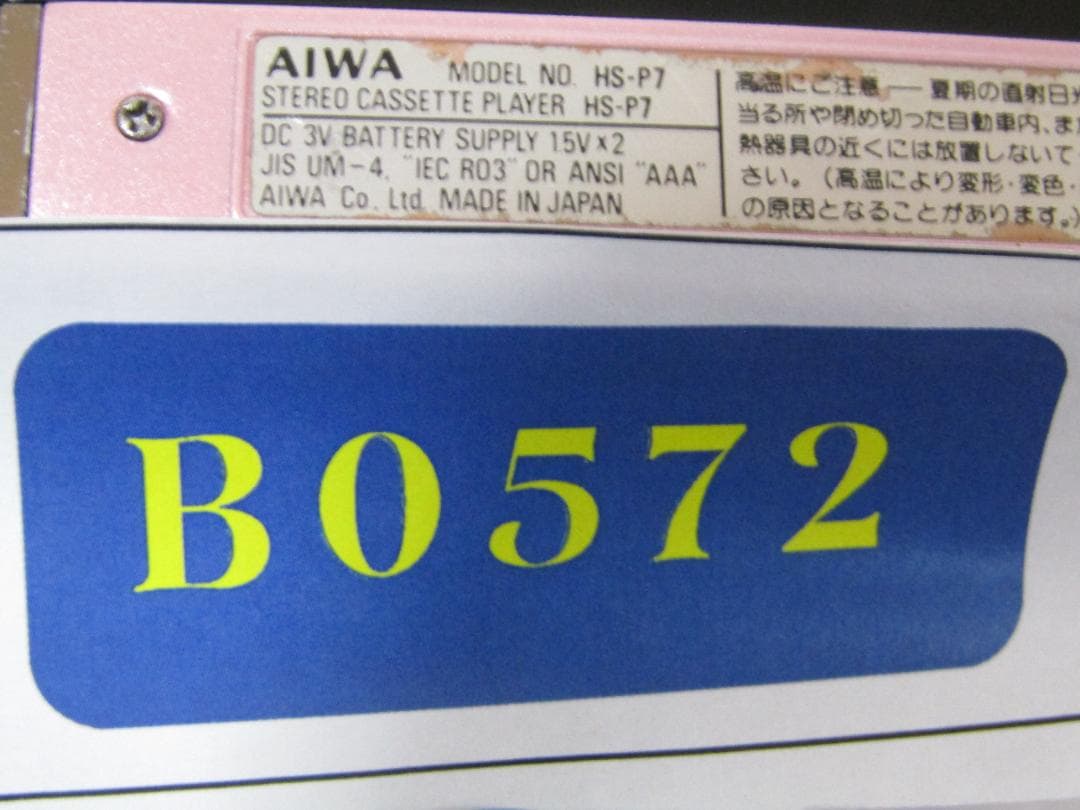 AIWA MODEL NO. HS-P7
STEREO CASSETTE PLAYER HS-P7
DC 3V BATTERY SUPPLY 1.5V×2
JIS UM-4, "IEC R03" OR ANSI "AAA"
AIWA Co. Ltd. MADE IN JAPAN
高温にご注意 — 夏期の直射日光
当る所や閉め切った自動車内、また
熱器具の近くには放置しないて
さい。(高温により変形・変色・
の原因となることがあります。)
B0572